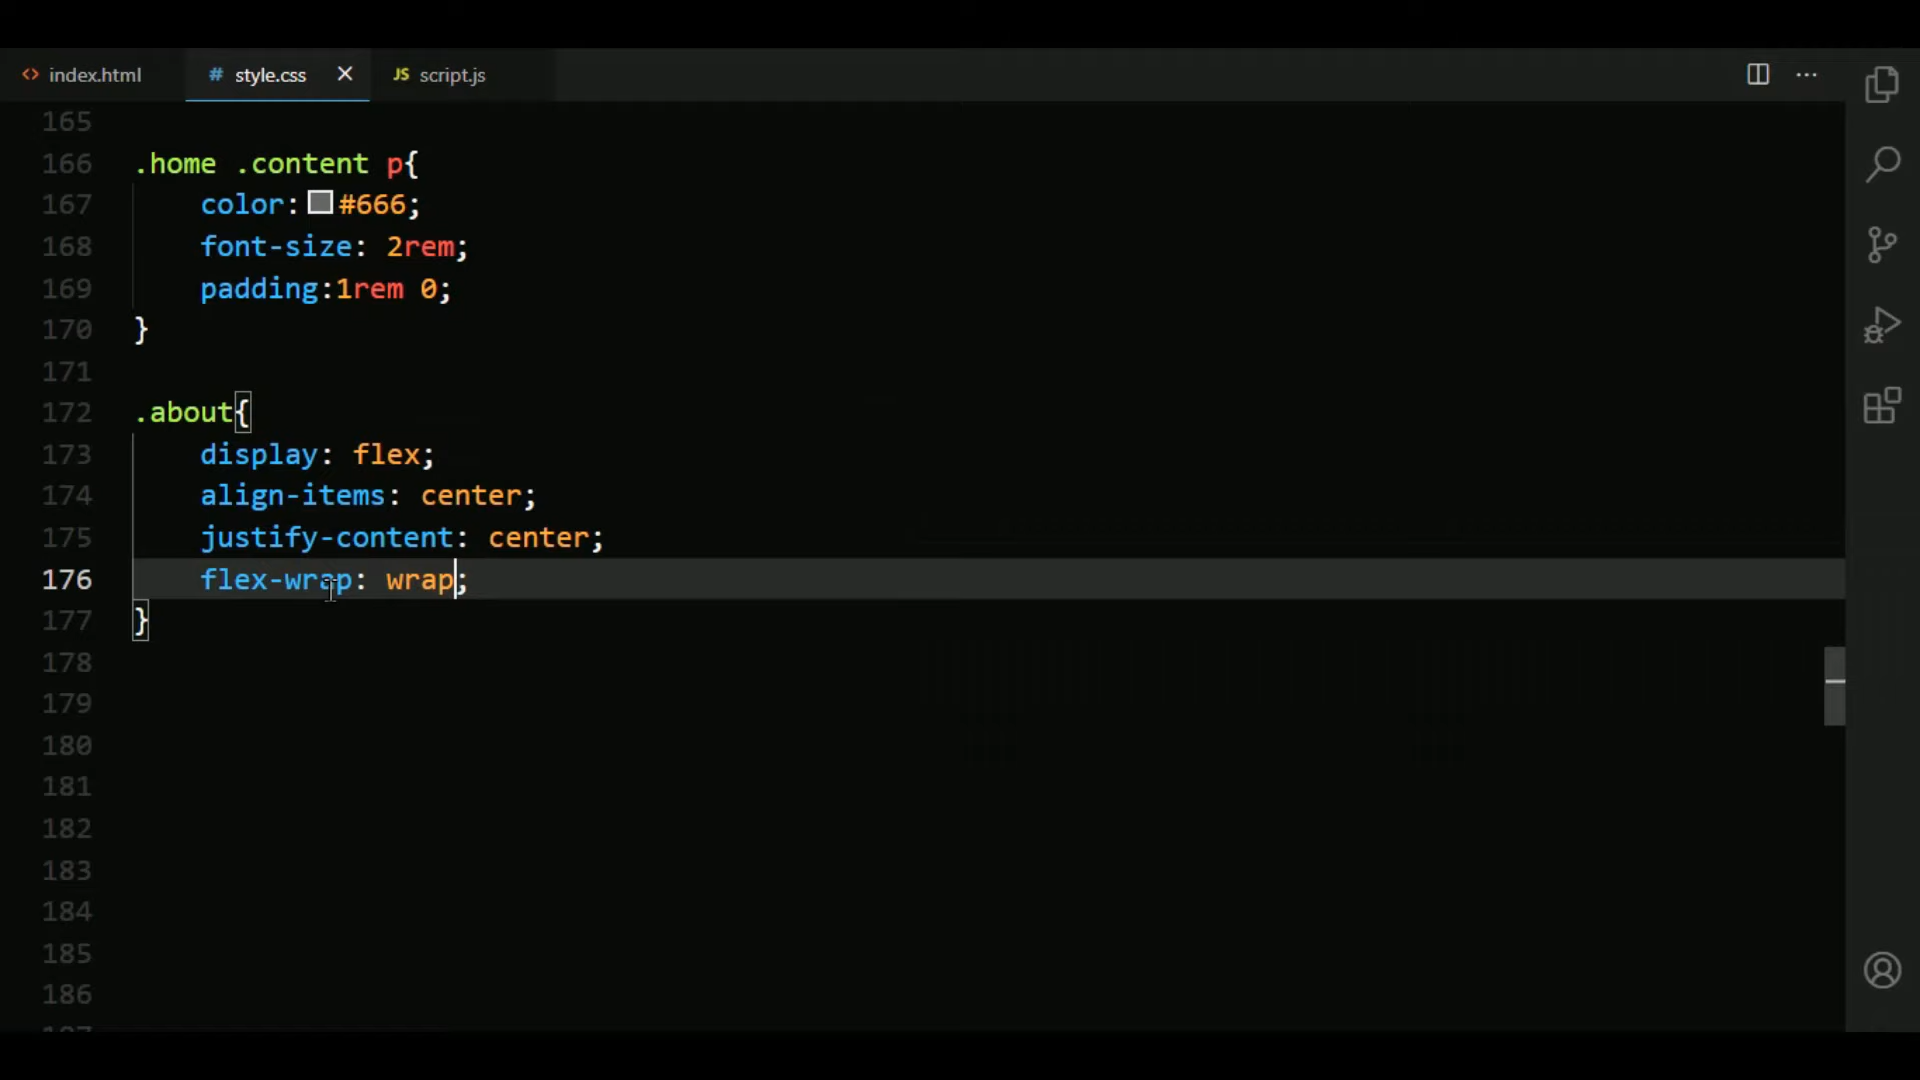 index.html # style.css JS script.js
165
166 .home .content p{
167 color: #666;
168 font-size: 2rem;
169 padding:1rem 0;
170 }
171
172 .about{
173 display: flex;
174 align-items: center;
175 justify-content: center;
176 flex-wrap: wrap;
177 }
178
179
180
181
182
183
184
185
186